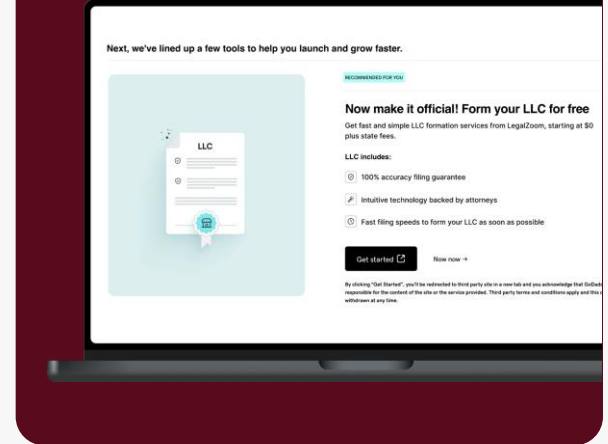 Next, we've lined up a few tools to help you launch and grow faster.
RECOMMENDED FOR YOU
Now make it official! Form your LLC for free
Get fast and simple LLC formation services from LegalZoom, starting at $0
plus state fees.
LLC
LLC includes:
100% accuracy filing guarantee
Intuitive technology backed by attorneys
Fast filing speeds to form your LLC as soon as possible
Get started
Now now →
By clicking "Get Started", you'll be redirected to third party site in a new tab and you acknowledge that
responsible for the content of the site or the service provided. Third party terms and conditions apply and this
withdrawn at any time.